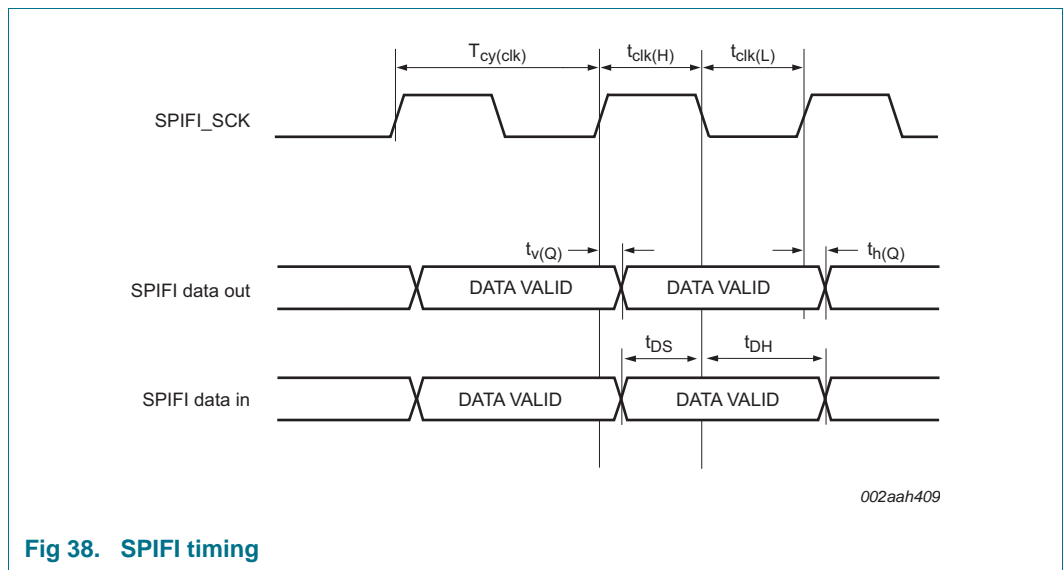 Tcy(clk) tclk(H) tclk(L)
SPIFI_SCK
tv(Q) th(Q)
SPIFI data out DATA VALID DATA VALID
tDS tDH
SPIFI data in DATA VALID DATA VALID
002aah409
Fig 38. SPIFI timing